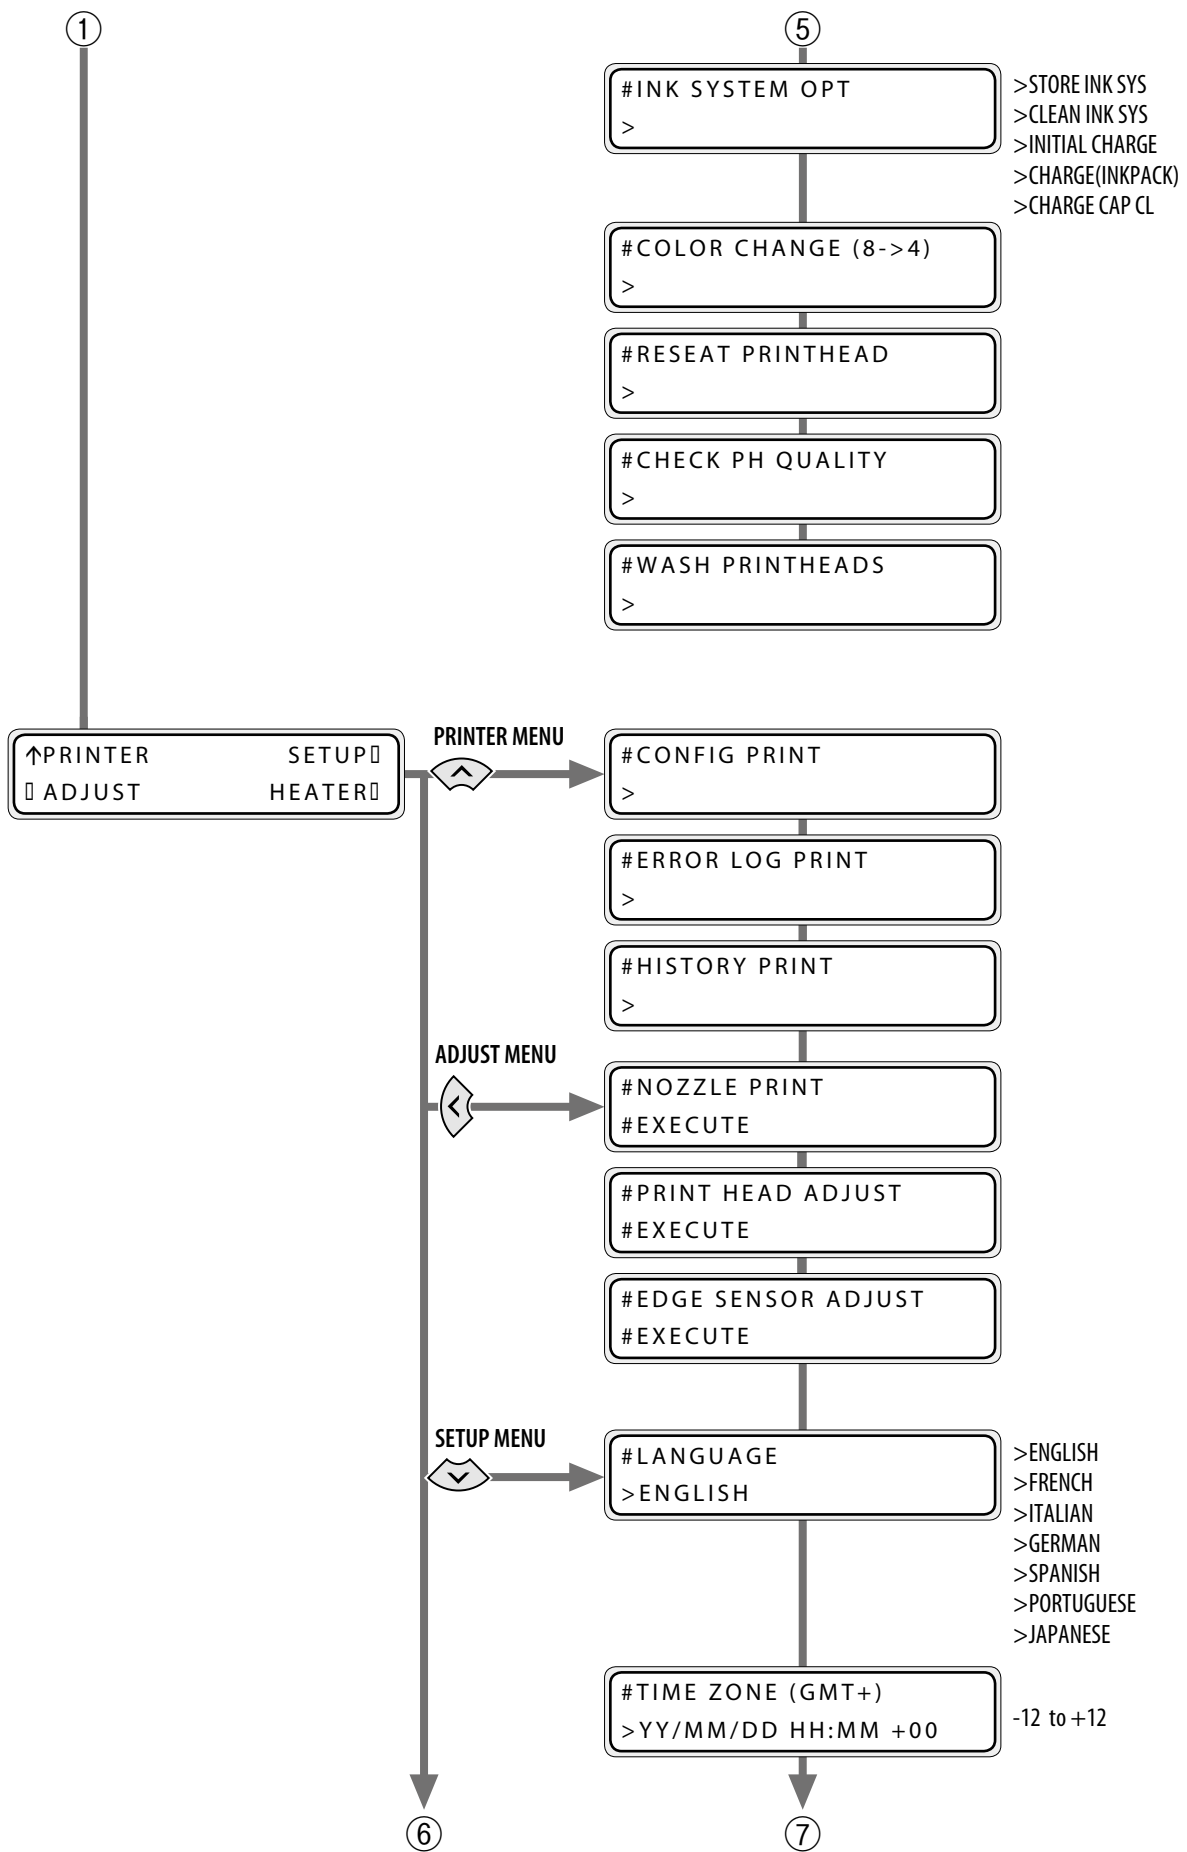 1
5
#INK SYSTEM OPT
>
>STORE INK SYS
>CLEAN INK SYS
>INITIAL CHARGE
>CHARGE(INKPACK)
>CHARGE CAP CL
#COLOR CHANGE (8->4)
>
#RESEAT PRINTHEAD
>
#CHECK PH QUALITY
>
#WASH PRINTHEADS
>
↑PRINTER SETUP▯
▯ADJUST HEATER▯
PRINTER MENU
#CONFIG PRINT
>
#ERROR LOG PRINT
>
#HISTORY PRINT
>
ADJUST MENU
#NOZZLE PRINT
#EXECUTE
#PRINT HEAD ADJUST
#EXECUTE
#EDGE SENSOR ADJUST
#EXECUTE
SETUP MENU
#LANGUAGE
>ENGLISH
>ENGLISH
>FRENCH
>ITALIAN
>GERMAN
>SPANISH
>PORTUGUESE
>JAPANESE
#TIME ZONE (GMT+)
>YY/MM/DD HH:MM +00
-12 to +12
6
7